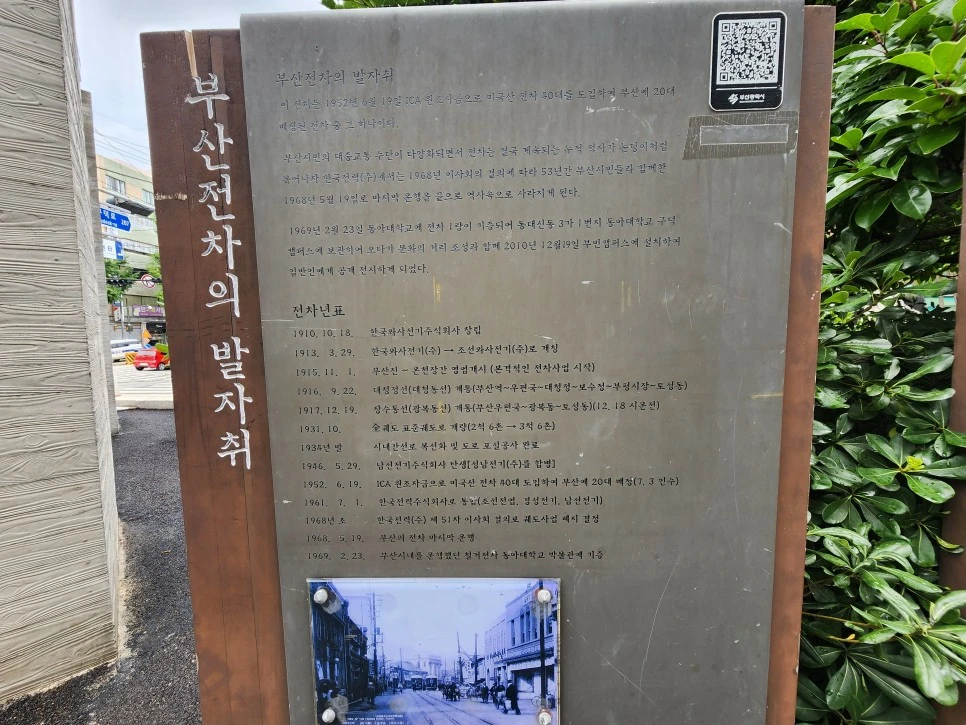 부산전차의 발자취
부산전차의 발자취
이 전차는 1952년 6월 19일 ICA 원조자금으로 미국산 전차 40대를 도입하여 부산에 20대
배정된 전차 중 그 하나이다.
부산시민의 대중교통 수단이 다양화되면서 전차는 결국 계속되는 누적 적자가 눈덩이처럼
불어나자 한국전력(주)에서는 1968년 이사회의 결의에 따라 53년간 부산시민들과 함께한
1968년 5월 19일로 마지막 운행을 끝으로 역사속으로 사라지게 된다.
1969년 2월 23일 동아대학교에 전차 1량이 기증되어 동대신동 3가 1번지 동아대학교 구덕
캠퍼스에 보관되어 오다가 문화의 거리 조성과 함께 2010년 12월19일 부민캠퍼스에 설치하여
일반인에게 공개 전시하게 되었다.
전차년표
1910. 10. 18. 한국와사전기주식회사 창립
1913. 3. 29. 한국와사전기(주) → 조선와사전기(주)로 개칭
1915. 11. 1. 부산진 ~ 온천장간 영업개시 (본격적인 전차사업 시작)
1916. 9. 22. 대청정선(대청동선) 개통(부산역~우편국~대청정~보수정~부평시장~토성동)
1917. 12. 19. 장수통선(광복동선) 개통(부산우편국~광복동~토성동)(12. 18 시운전)
1931. 10. 全궤도 표준궤도로 개량(2척 6촌 → 3척 6촌)
1934년 말 시내간선로 복선화 및 도로 포설공사 완료
1946. 5. 29. 남선전기주식회사 탄생[성남전기(주)를 합병]
1952. 6. 19. ICA 원조자금으로 미국산 전차 40대 도입하여 부산에 20대 배정(7. 3 인수)
1961. 7. 1. 한국전력주식회사로 통합(조선전업, 경성전기, 남선전기)
1968년 초 한국전력(주) 제 51차 이사회 결의로 궤도사업 폐지 결정
1968. 5. 19. 부산의 전차 마지막 운행
1969. 2. 23. 부산시내를 운행했던 철거전차 동아대학교 박물관에 기증
부산광역시